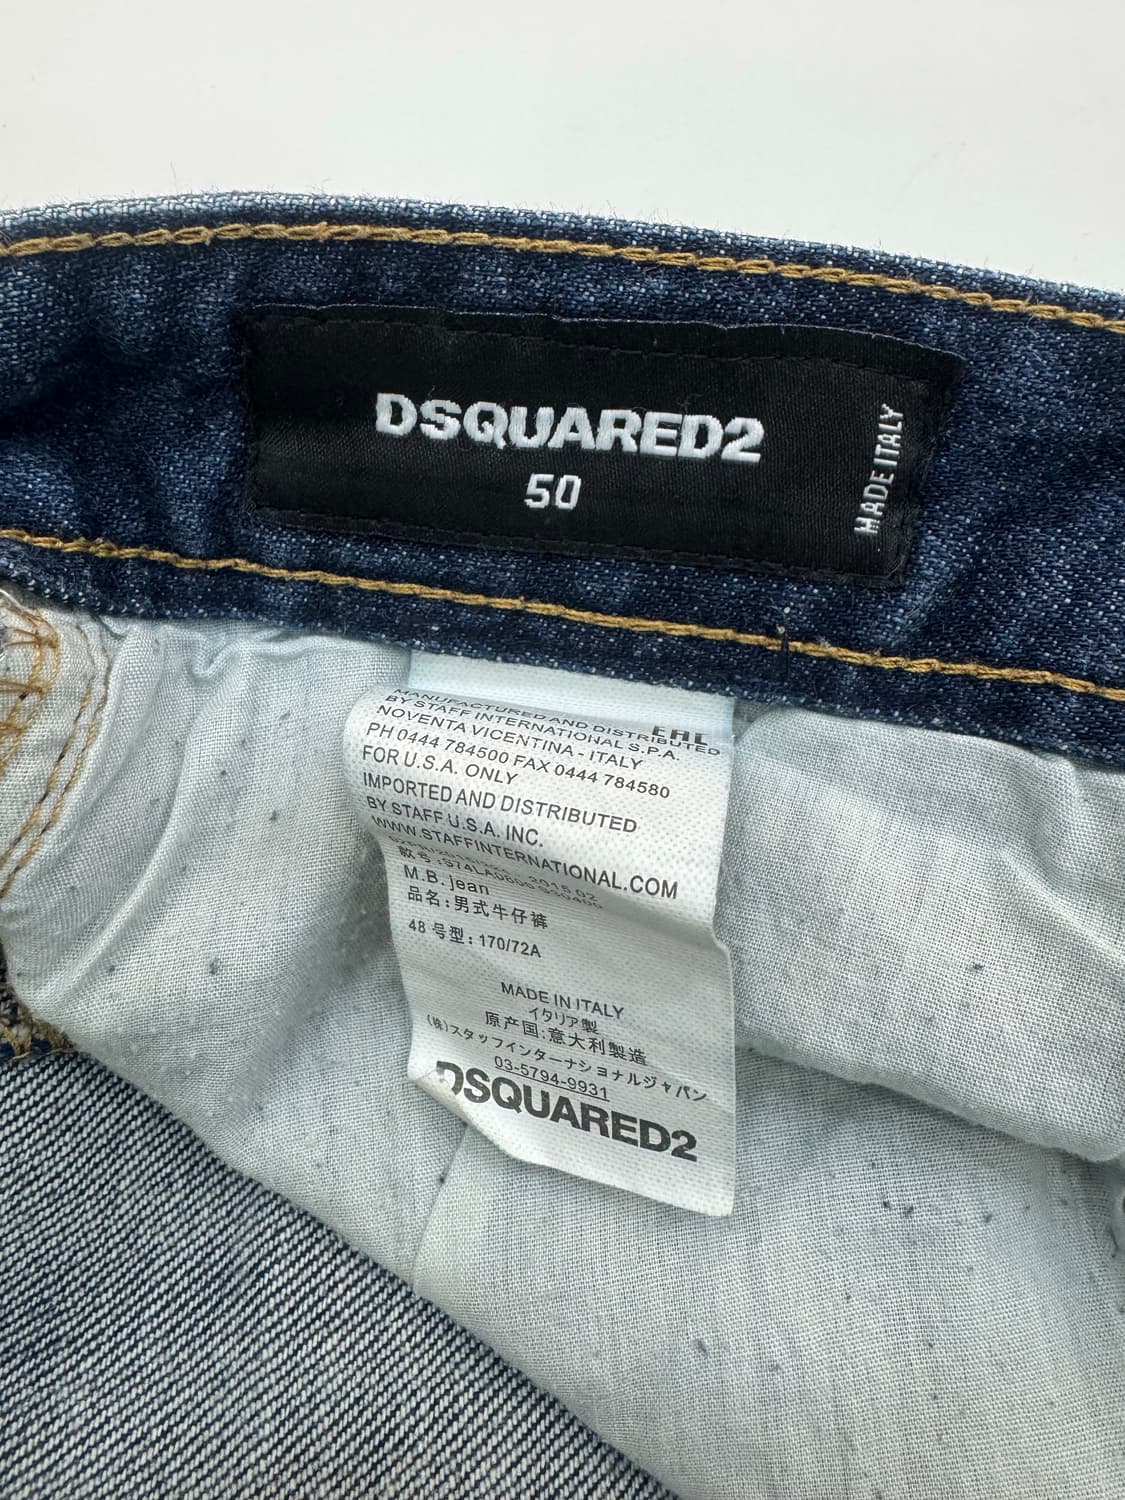 DSQUARED2
50
MADE ITALY
EAC
MANUFACTURED AND DISTRIBUTED
BY STAFF INTERNATIONAL S.P.A.
NOVENTA VICENTINA - ITALY
PH 0444 784500 FAX 0444 784580
FOR U.S.A. ONLY
IMPORTED AND DISTRIBUTED
BY STAFF U.S.A. INC.
WWW.STAFFINTERNATIONAL.COM
款号:S74LA0806
M.B. jean
品名:男式牛仔裤
48 号型: 170/72A
MADE IN ITALY
イタリア製
原产国:意大利製造
(株)スタッフインターナショナルジャパン
03-5794-9931
DSQUARED2